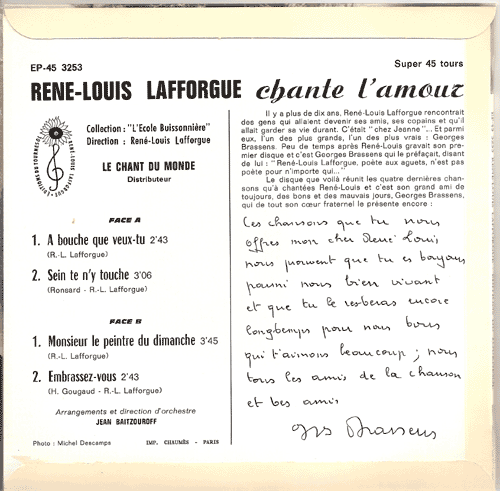 EP-45 3253
Super 45 tours
RENE-LOUIS LAFFORGUE chante l'amour
Collection : "L'Ecole Buissonnière"
Direction : René-Louis Lafforgue
LE CHANT DU MONDE
Distributeur
FACE A
1. A bouche que veux-tu 2'43
(R.-L. Lafforgue)
2. Sein te n'y touche 3'06
(Ronsard - R.-L. Lafforgue)
FACE B
1. Monsieur le peintre du dimanche 3'45
(R.-L. Lafforgue)
2. Embrassez-vous 2'43
(H. Gougaud - R.-L. Lafforgue)
Arrangements et direction d'orchestre
JEAN BAITZOUROFF
Photo : Michel Descamps
IMP. CHAUMÈS - PARIS
Il y a plus de dix ans, René-Louis Lafforgue rencontrait
des gens qui allaient devenir ses amis, ses copains et qu'il
allait garder sa vie durant. C'était "chez Jeanne"... Et parmi
eux, l'un des plus grands, l'un des plus vrais : Georges
Brassens. Peu de temps après René-Louis gravait son pre-
mier disque et c'est Georges Brassens qui le préfaçait, disant
de lui : "René-Louis Lafforgue, poète aux aguets, n'est pas
poète pour n'importe qui..."
Le disque que voilà réunit les quatre dernières chan-
sons qu'a chantées René-Louis et c'est son grand ami de
toujours, des bons et des mauvais jours, Georges Brassens,
qui de tout son cœur fraternel le présente encore :
Ces chansons que tu nous
offres mon cher René Louis
nous prouvent que tu es toujours
parmi nous bien vivant
et que tu le resteras encore
longtemps pour nous tous
qui t'aimons beaucoup ; nous
tous les amis de la chanson
et tes amis
Brassens